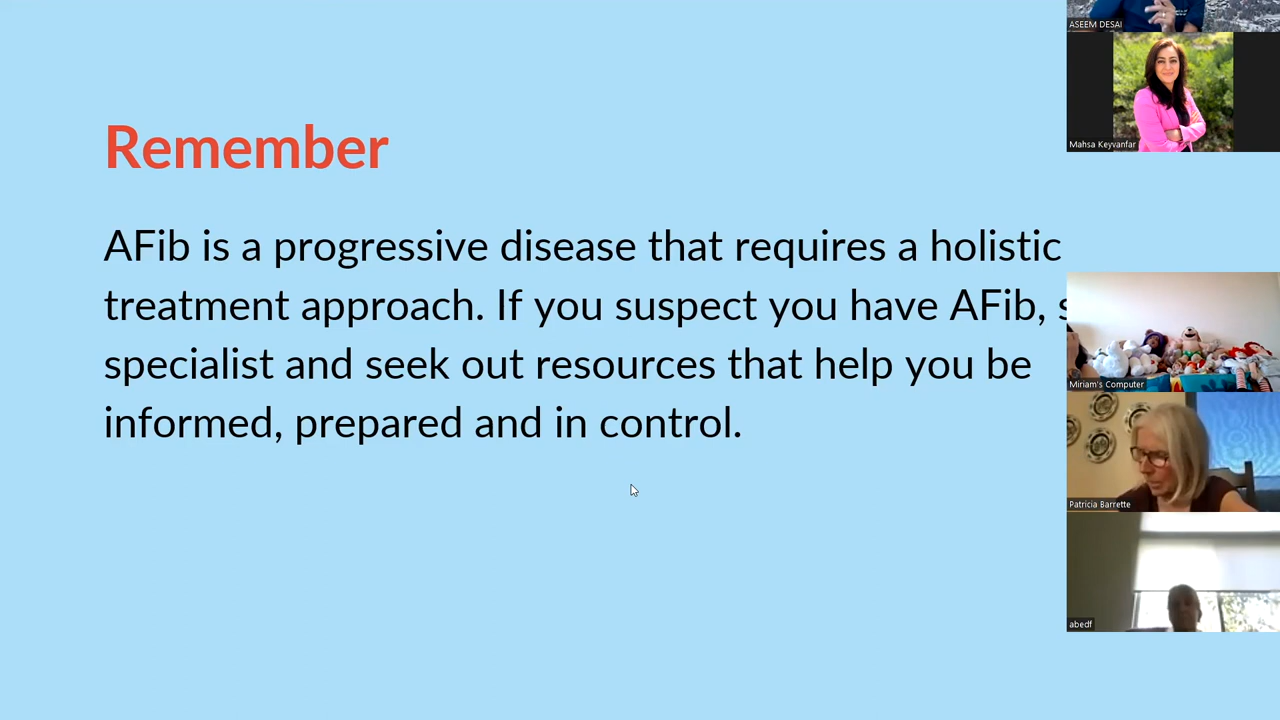 Remember
AFib is a progressive disease that requires a holistic
treatment approach. If you suspect you have AFib, s
specialist and seek out resources that help you be
informed, prepared and in control.
ASEEM DESAI
Mahsa Keyvanfar
Miriam's Computer
Patricia Barrette
abedf